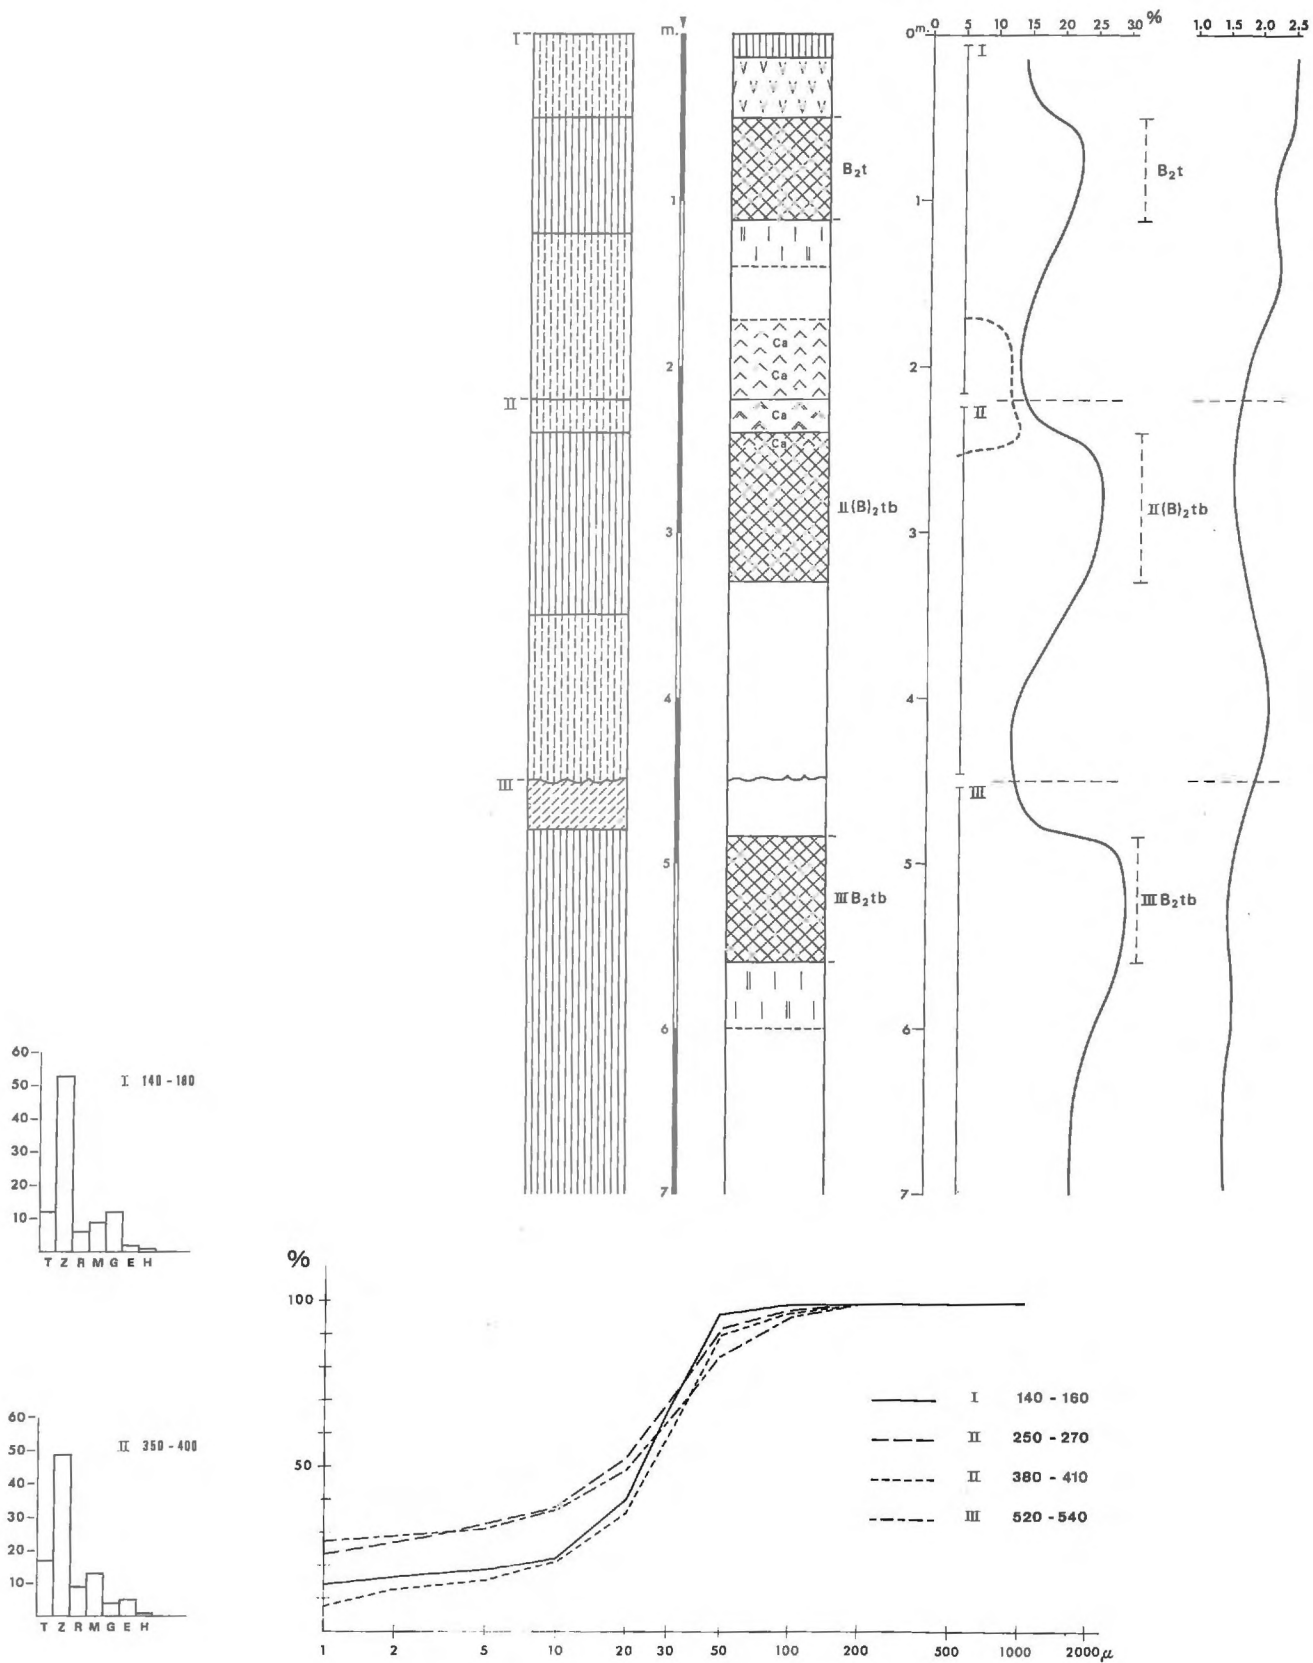 m. 0m. 0 5 10 15 20 25 30 % 1.0 1.5 2.0 2.5
I I
B₂t B₂t
1 1
Ca
2 Ca 2
II Ca II
Ca
II(B)₂tb II(B)₂tb
3 3
4 4
III III
5 5
IIIB₂tb IIIB₂tb
6 6
7 7
60
50
40
30
20
10
I 140 - 160
T Z R M G E H
60
50
40
30
20
10
II 350 - 400
T Z R M G E H
%
100
50
1 2 5 10 20 30 50 100 200 500 1000 2000µ
I 140 - 160
II 250 - 270
II 380 - 410
III 520 - 540